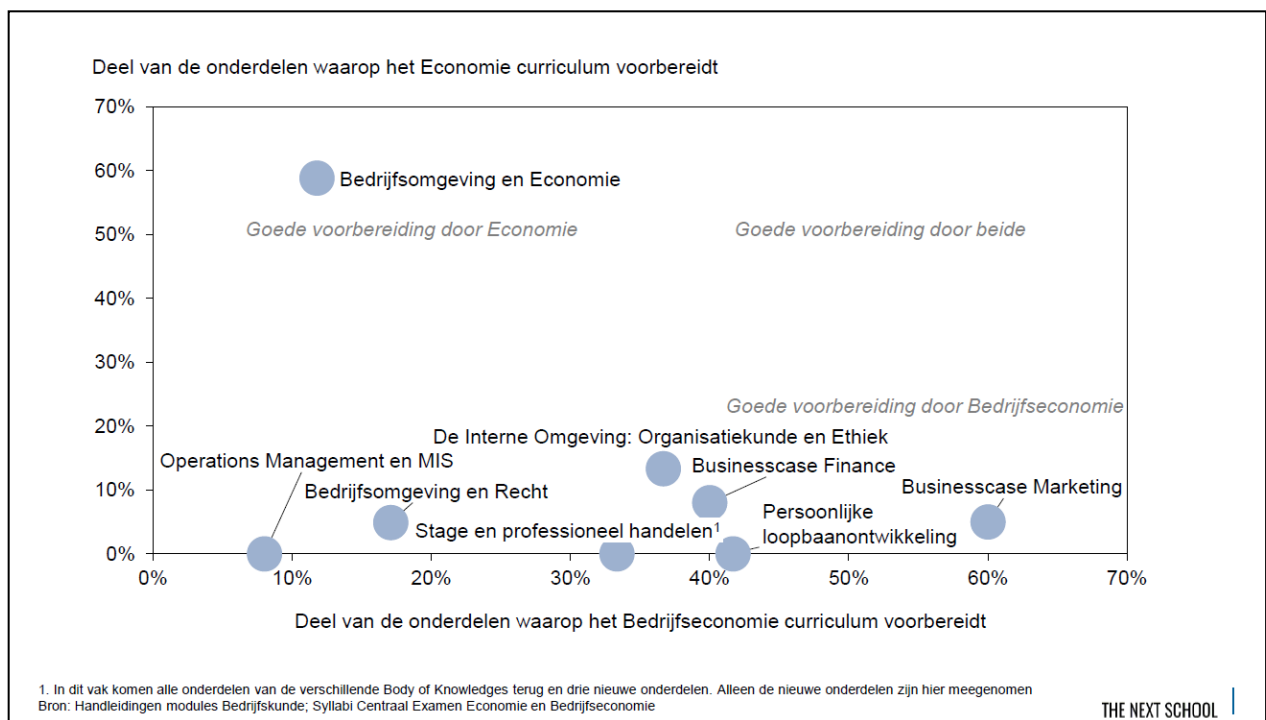 Deel van de onderdelen waarop het Economie curriculum voorbereidt
70%
60%
Bedrijfsomgeving en Economie
50%
Goede voorbereiding door Economie
Goede voorbereiding door beide
40%
30%
Goede voorbereiding door Bedrijfseconomie
20%
De Interne Omgeving: Organisatiekunde en Ethiek
Operations Management en MIS
Businesscase Finance
10%
Bedrijfsomgeving en Recht
Businesscase Marketing
Stage en professioneel handelen¹
Persoonlijke
loopbaanontwikkeling
0%
0% 10% 20% 30% 40% 50% 60% 70%
Deel van de onderdelen waarop het Bedrijfseconomie curriculum voorbereidt
1. In dit vak komen alle onderdelen van de verschillende Body of Knowledges terug en drie nieuwe onderdelen. Alleen de nieuwe onderdelen zijn hier meegenomen
Bron: Handleidingen modules Bedrijfskunde; Syllabi Centraal Examen Economie en Bedrijfseconomie
THE NEXT SCHOOL